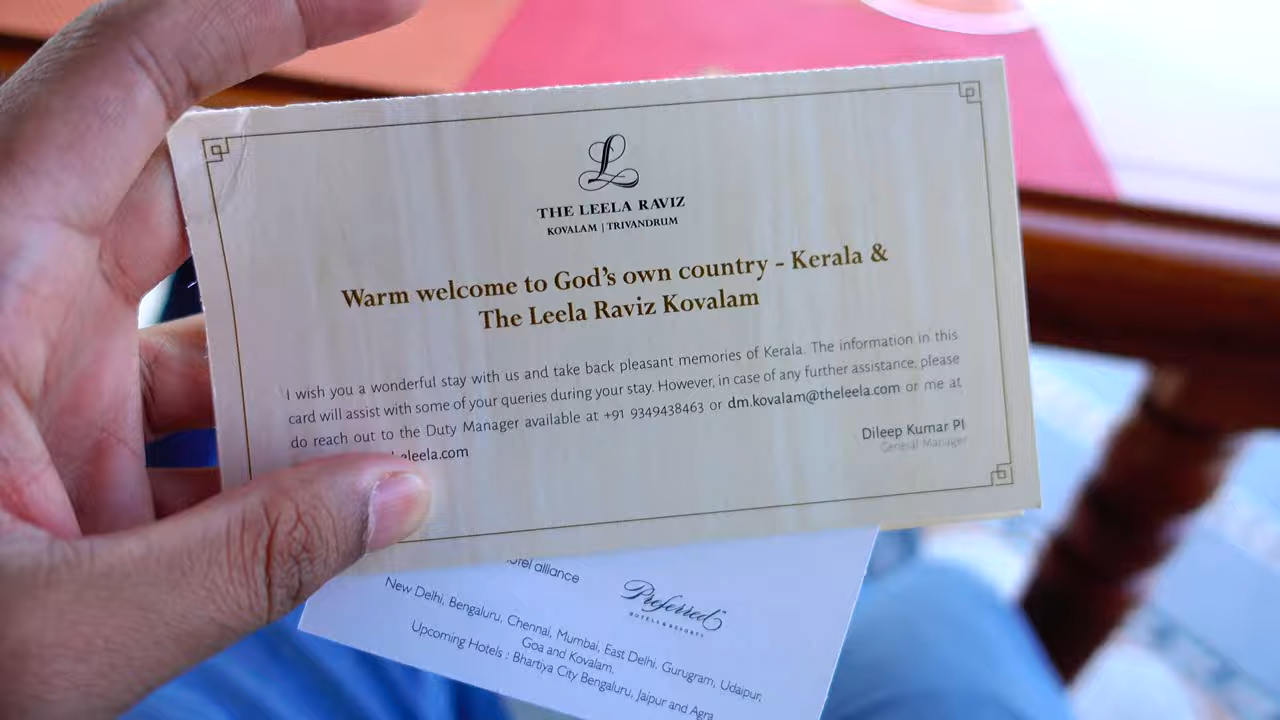 THE LEELA RAVIZ
KOVALAM | TRIVANDRUM
Warm welcome to God's own country - Kerala &
The Leela Raviz Kovalam
I wish you a wonderful stay with us and take back pleasant memories of Kerala. The information in this
card will assist with some of your queries during your stay. However, in case of any further assistance, please
do reach out to the Duty Manager available at +91 9349438463 or dm.kovalam@theleela.com or me at
eleela.com
Dileep Kumar PI
General Manager
alliance
Preferred
HOTELS & RESORTS
New Delhi, Bengaluru, Chennai, Mumbai, East Delhi, Gurugram, Udaipur,
Goa and Kovalam.
Upcoming Hotels : Bhartiya City Bengaluru, Jaipur and Agra